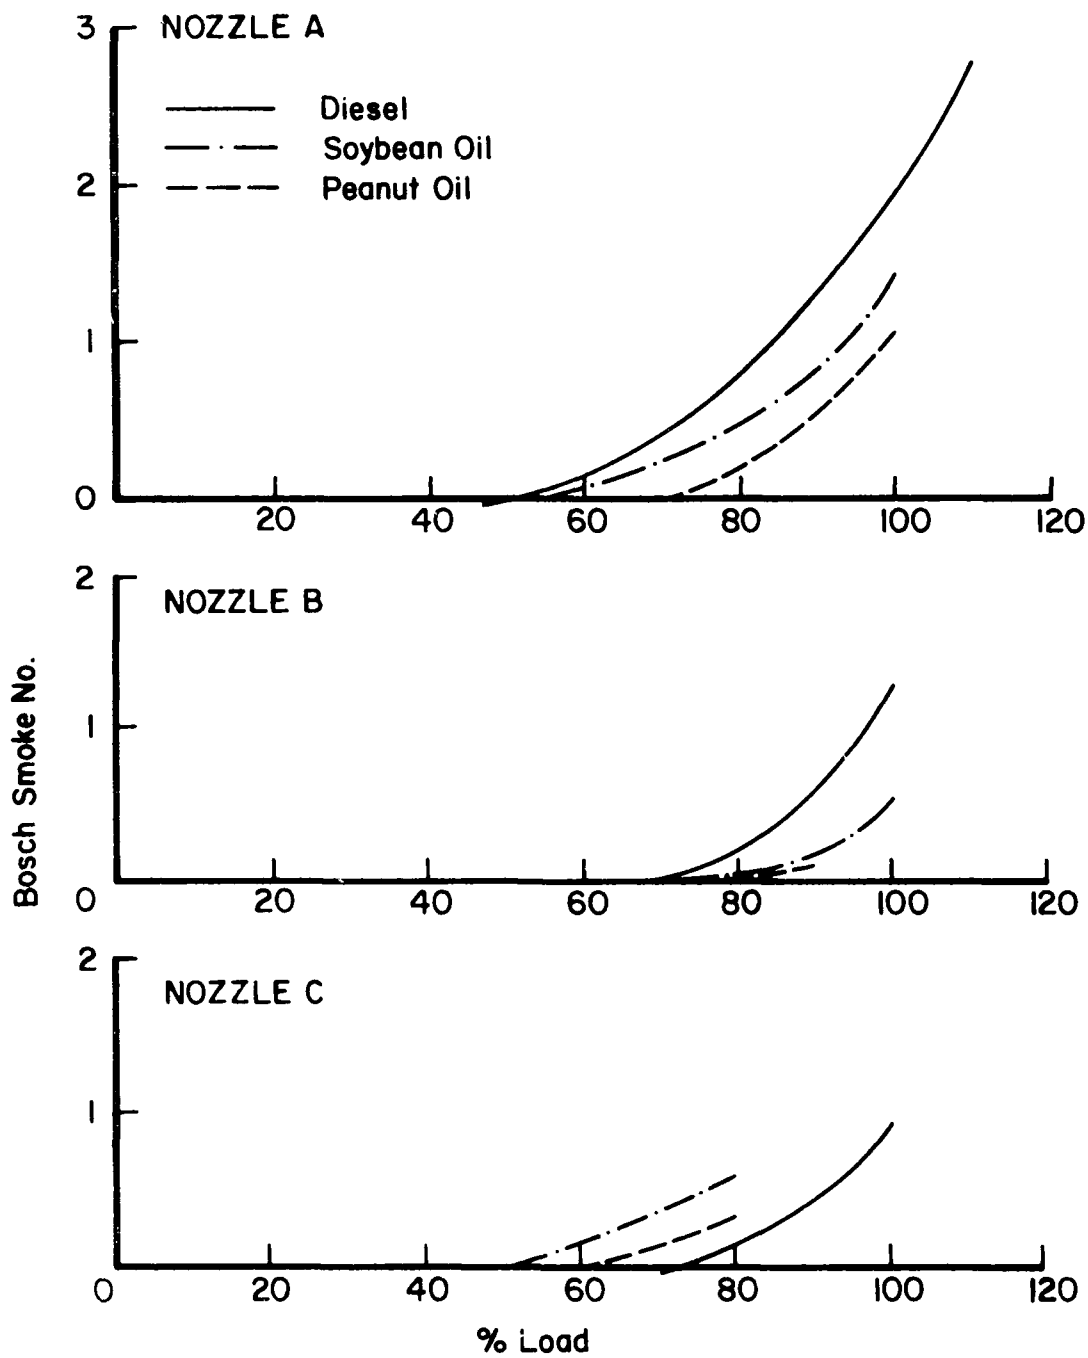 3
NOZZLE A
Diesel
Soybean Oil
Peanut Oil
2
1
0
20 40 60 80 100 120
2
NOZZLE B
1
0 20 40 60 80 100 120
Bosch Smoke No.
2
NOZZLE C
1
0 20 40 60 80 100 120
% Load